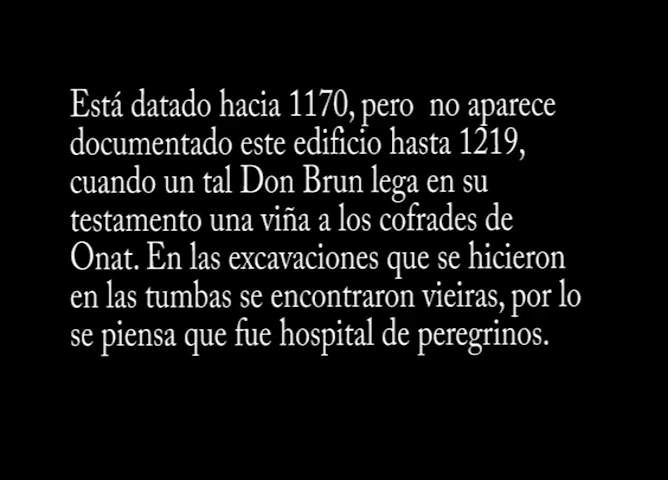 Está datado hacia 1170, pero  no aparece
documentado este edificio hasta 1219,
cuando un tal Don Brun lega en su
testamento una viña a los cofrades de
Onat. En las excavaciones que se hicieron
en las tumbas se encontraron vieiras, por lo
se piensa que fue hospital de peregrinos.